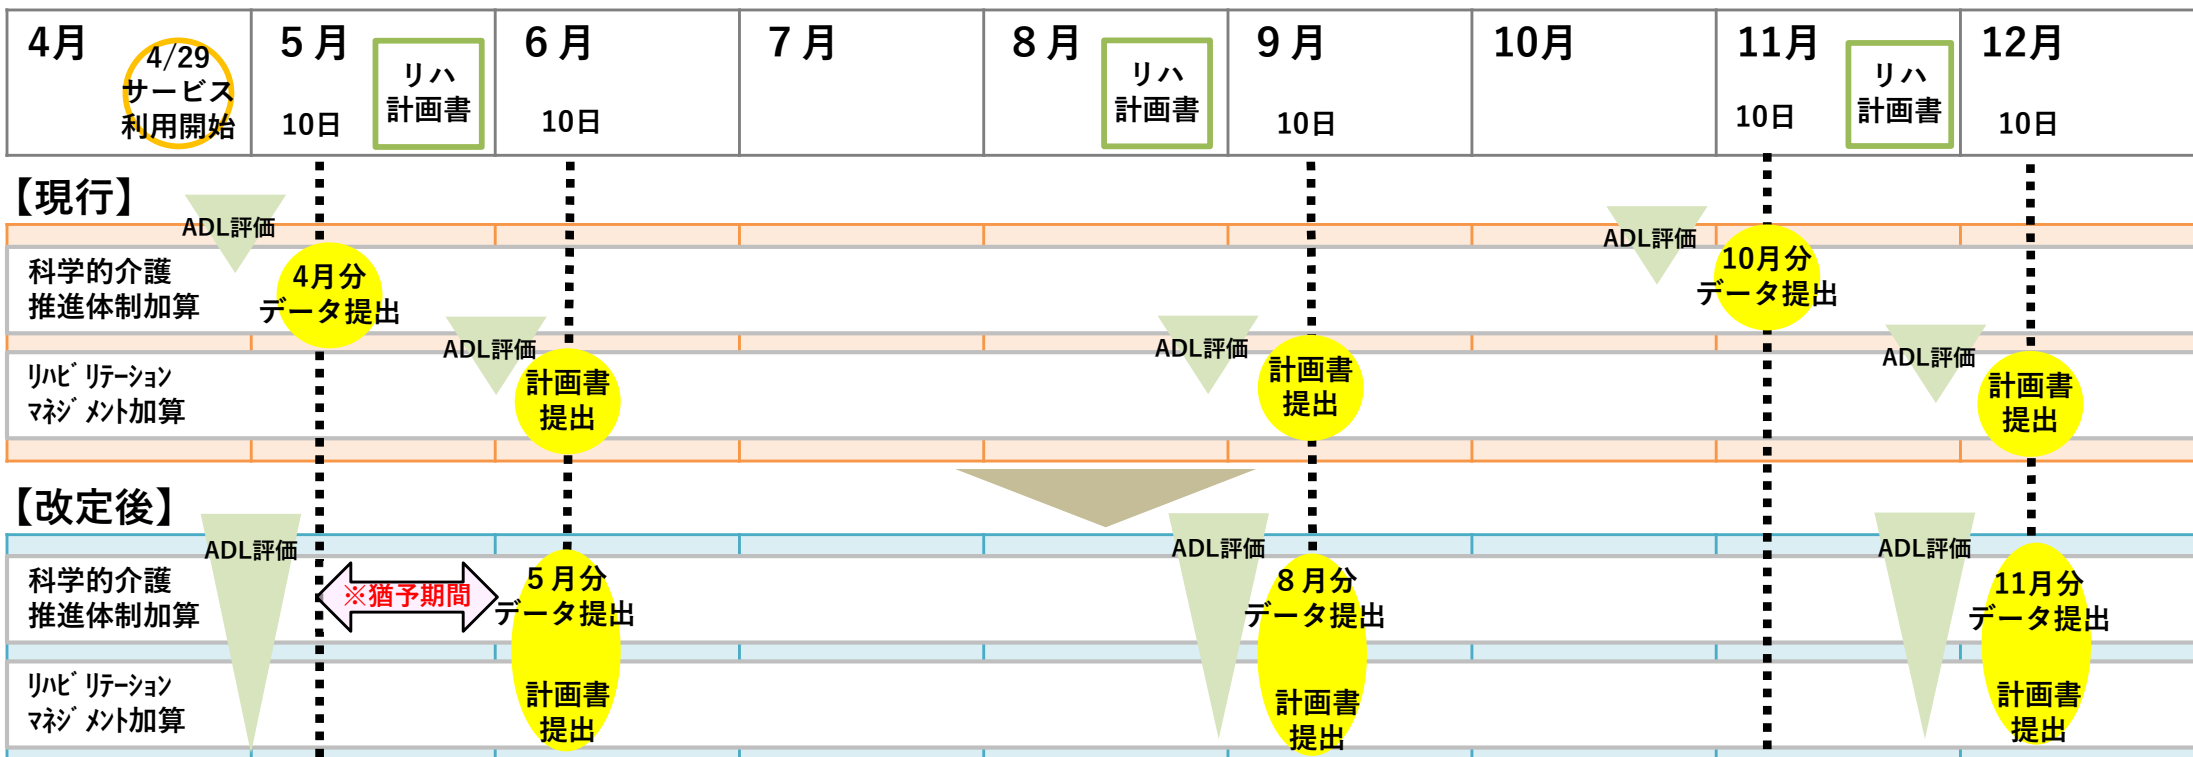 4月
4/29
サービス
利用開始
5月
10日
リハ
計画書
6月
10日
7月
8月
リハ
計画書
9月
10日
10月
11月
10日
リハ
計画書
12月
10日
【現行】
ADL評価
ADL評価
科学的介護
推進体制加算
4月分
データ提出
10月分
データ提出
ADL評価
ADL評価
ADL評価
リハビリテーション
マネジメント加算
計画書
提出
計画書
提出
計画書
提出
【改定後】
ADL評価
ADL評価
ADL評価
科学的介護
推進体制加算
※猶予期間
5月分
データ提出
8月分
データ提出
11月分
データ提出
リハビリテーション
マネジメント加算
計画書
提出
計画書
提出
計画書
提出